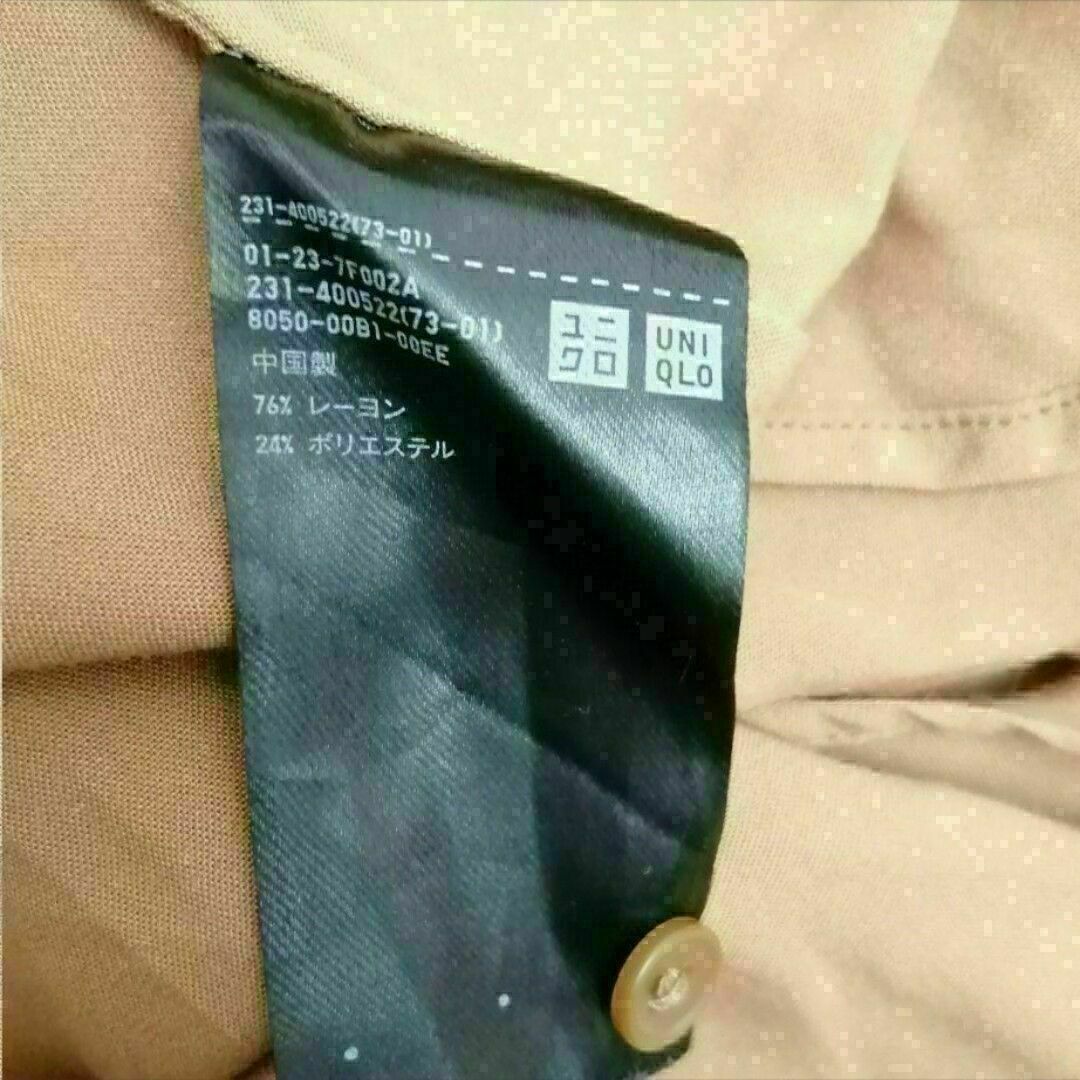 231-400522(73-01)
01-23-7F002A
231-400522(73-01)
8050-00B1-00EE
中国製
76% レーヨン
24% ポリエステル
ユニ
クロ
UNI
QLO